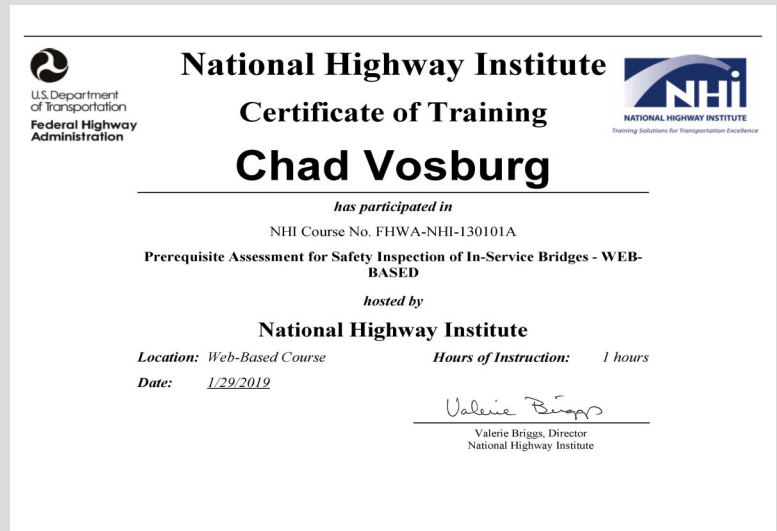 U.S. Department
of Transportation
Federal Highway
Administration
National Highway Institute
Certificate of Training
Chad Vosburg
NHi
NATIONAL HIGHWAY INSTITUTE
Training Solutions for Transportation Excellence
has participated in
NHI Course No. FHWA-NHI-130101A
Prerequisite Assessment for Safety Inspection of In-Service Bridges - WEB-
BASED
hosted by
National Highway Institute
Location: Web-Based Course Hours of Instruction: 1 hours
Date: 1/29/2019
Valerie Briggs
Valerie Briggs, Director
National Highway Institute